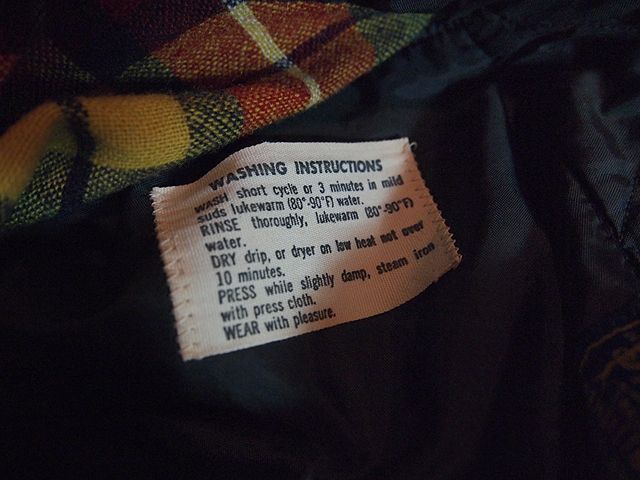 WASHING INSTRUCTIONS
WASH short cycle or 3 minutes in mild
suds lukewarm (80°-90°F) water.
RINSE thoroughly, lukewarm (80°-90°F)
water.
DRY drip, or dryer on low heat not over
10 minutes.
PRESS while slightly damp, steam iron
with press cloth.
WEAR with pleasure.